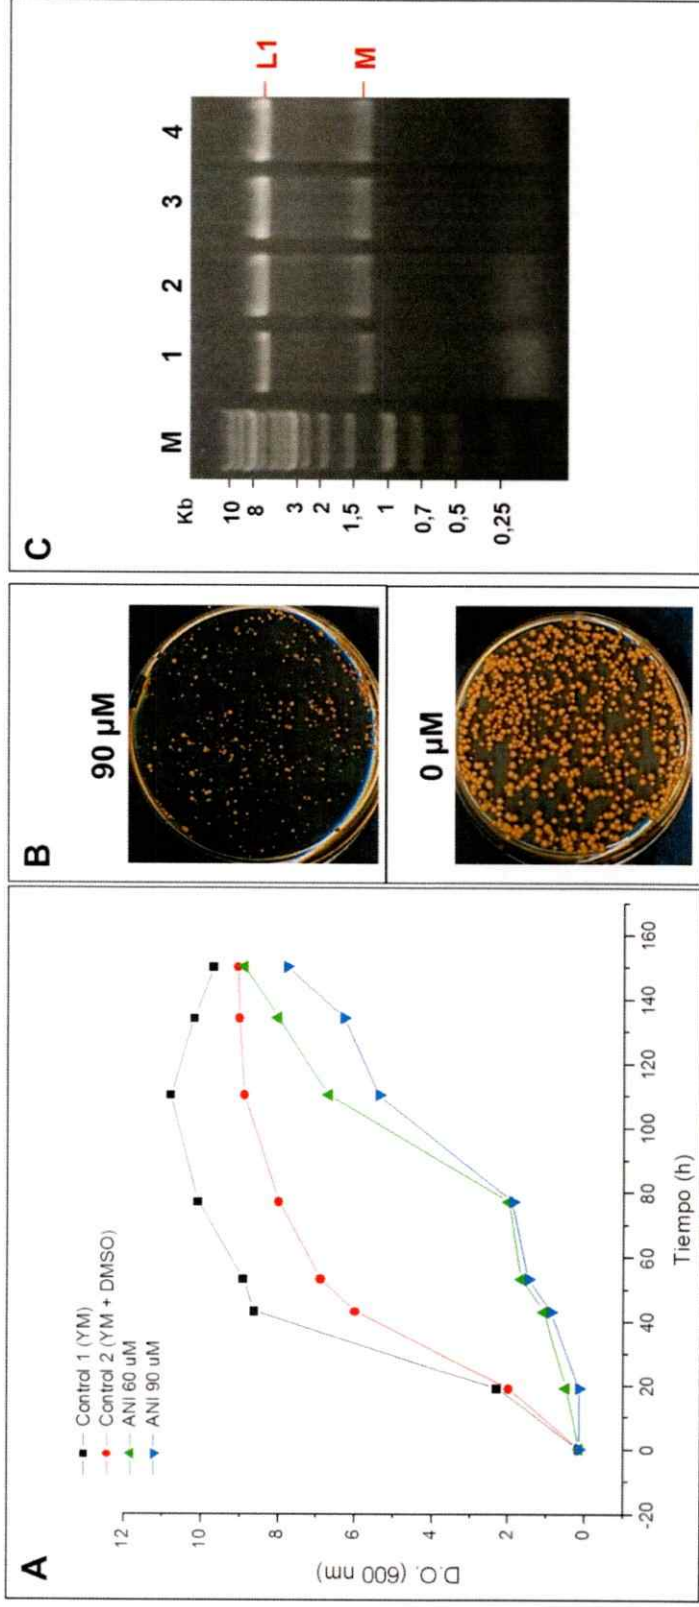 A
12
10
8
6
4
2
0
D.O. (600 nm)
Control 1 (YM)
Control 2 (YM + DMSO)
ANI 60 uM
ANI 90 uM
-20 0 20 40 60 80 100 120 140 160
Tiempo (h)
B
90 µM
0 µM
C
Kb M 1 2 3 4
10
8
3
2
1,5
1
0,7
0,5
0,25
L1
M